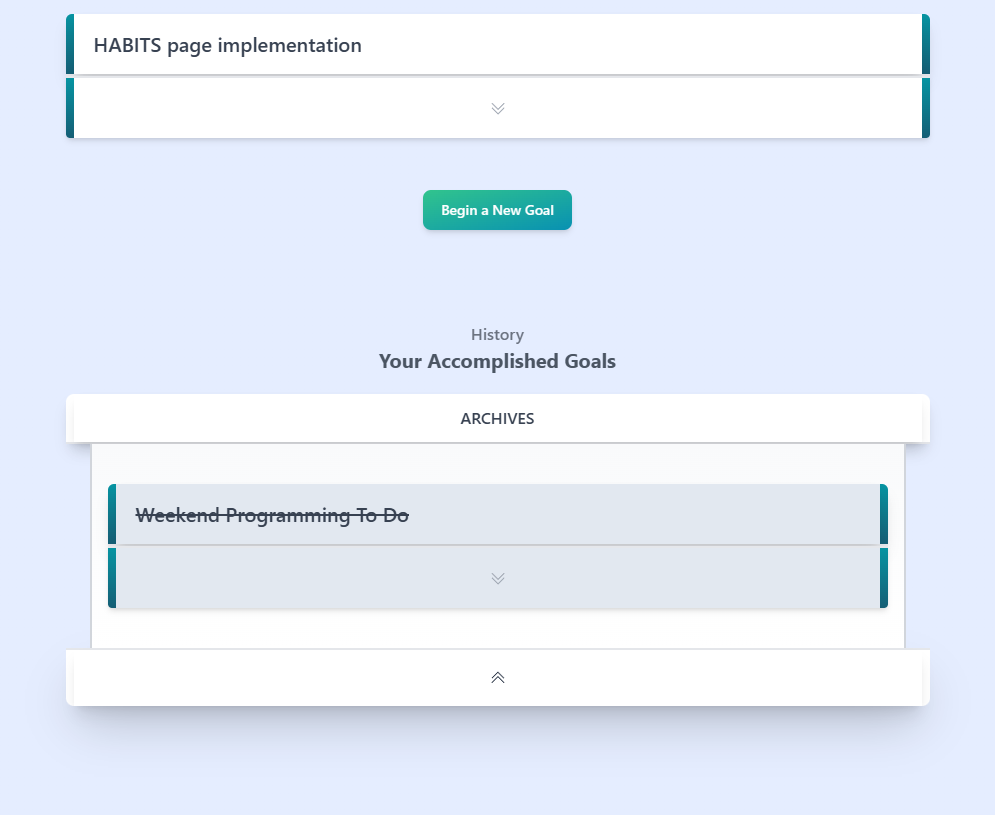 HABITS page implementation
Begin a New Goal
History
Your Accomplished Goals
ARCHIVES
Weekend Programming To Do